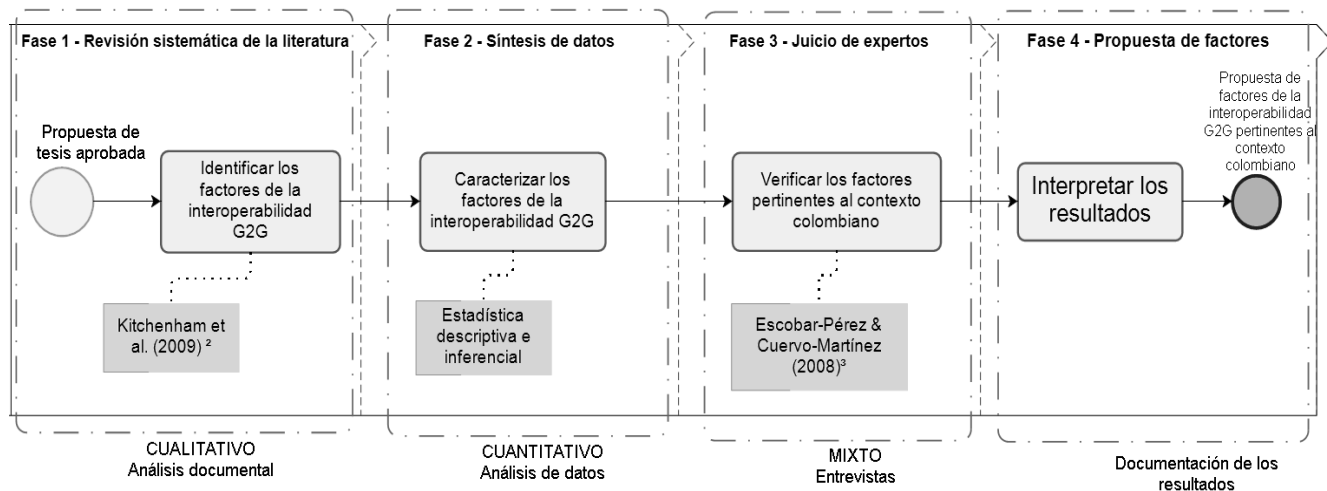 Fase 1 - Revisión sistemática de la literatura
Fase 2 - Síntesis de datos
Fase 3 - Juicio de expertos
Fase 4 - Propuesta de factores
Propuesta de
tesis aprobada
Identificar los
factores de la
interoperabilidad
G2G
Kitchenham et
al. (2009) ²
Caracterizar los
factores de la
interoperabilidad G2G
Estadística
descriptiva e
inferencial
Verificar los factores
pertinentes al contexto
colombiano
Escobar-Pérez &
Cuervo-Martínez
(2008)³
Interpretar los
resultados
Propuesta de
factores de la
interoperabilidad
G2G pertinentes al
contexto
colombiano
CUALITATIVO
Análisis documental
CUANTITATIVO
Análisis de datos
MIXTO
Entrevistas
Documentación de los
resultados